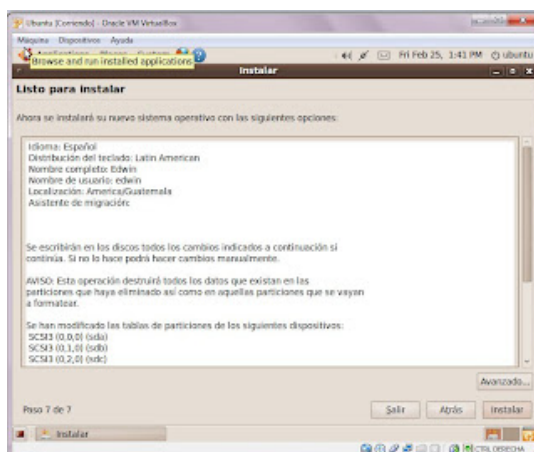 Ubuntu [Corriendo] - Oracle VM VirtualBox
Máquina Dispositivos Ayuda
Fri Feb 25, 1:41 PM ubuntu
Browse and run installed applications
Instalar
Listo para instalar
Ahora se instalará su nuevo sistema operativo con las siguientes opciones:
Idioma: Español
Distribución del teclado: Latin American
Nombre completo: Edwin
Nombre de usuario: edwin
Localización: America/Guatemala
Asistente de migración:
Se escribirán en los discos todos los cambios indicados a continuación si
continúa. Si no lo hace podrá hacer cambios manualmente.
AVISO: Esta operación destruirá todos los datos que existan en las
particiones que haya eliminado así como en aquellas particiones que se vayan
a formatear.
Se han modificado las tablas de particiones de los siguientes dispositivos:
SCSI3 (0,0,0) (sda)
SCSI3 (0,1,0) (sdb)
SCSI3 (0,2,0) (sdc)
Avanzado...
Paso 7 de 7
Salir Atrás Instalar
Instalar
CTRL DERECHA